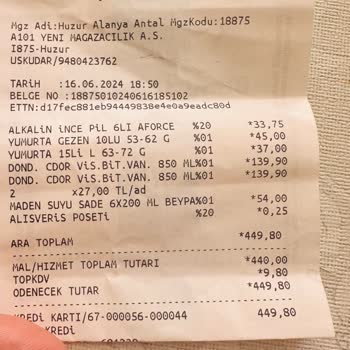 Mgz Adi:Huzur Alanya Antal MgzKodu:18875
A101 YENİ MAGAZACILIK A.S.
I875-Huzur
USKUDAR/9480423762
TARİH :16.06.2024 18:50
BELGE NO :18875010240616185102
ETTN:d17fec881eb94449838e4e0a9eadc80d
ALKALiN iNCE PiL 6LI AFORCE %20 *33,75
YUMURTA GEZEN 10LU 53-62 G %01 *45,00
YUMURTA 15Li L 63-72 G %01 *37,00
DOND. CDOR ViS.BiT.VAN. 850 ML%01 *139,90
DOND. CDOR ViS.BiT.VAN. 850 ML%01 *139,90
2 x27,00 TL/ad
MADEN SUYU SADE 6X200 ML BEYPA%01 *54,00
ALISVERiS POSETi %20 *0,25
ARA TOPLAM *449,80
MAL/HİZMET TOPLAM TUTARI *440,00
TOPKDV *9,80
ODENECEK TUTAR *449,80
KREDi KARTI/67-000056-000044 449,80
KREDi